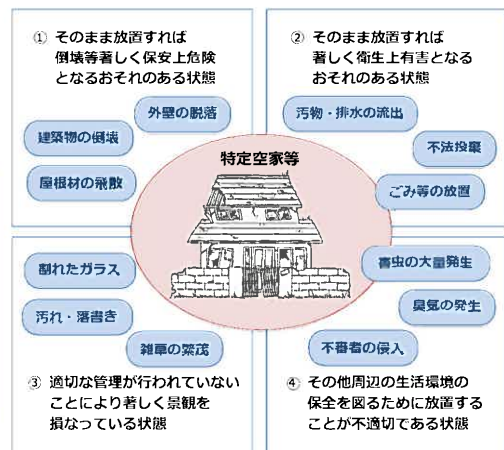 ① そのまま放置すれば
倒壊等著しく保安上危険
となるおそれのある状態
外壁の脱落
建築物の倒壊
屋根材の飛散
② そのまま放置すれば
著しく衛生上有害となる
おそれのある状態
汚物・排水の流出
不法投棄
ごみ等の放置
特定空家等
割れたガラス
汚れ・落書き
雑草の繁茂
③ 適切な管理が行われていない
ことにより著しく景観を
損なっている状態
害虫の大量発生
臭気の発生
不審者の侵入
④ その他周辺の生活環境の
保全を図るために放置する
ことが不適切である状態